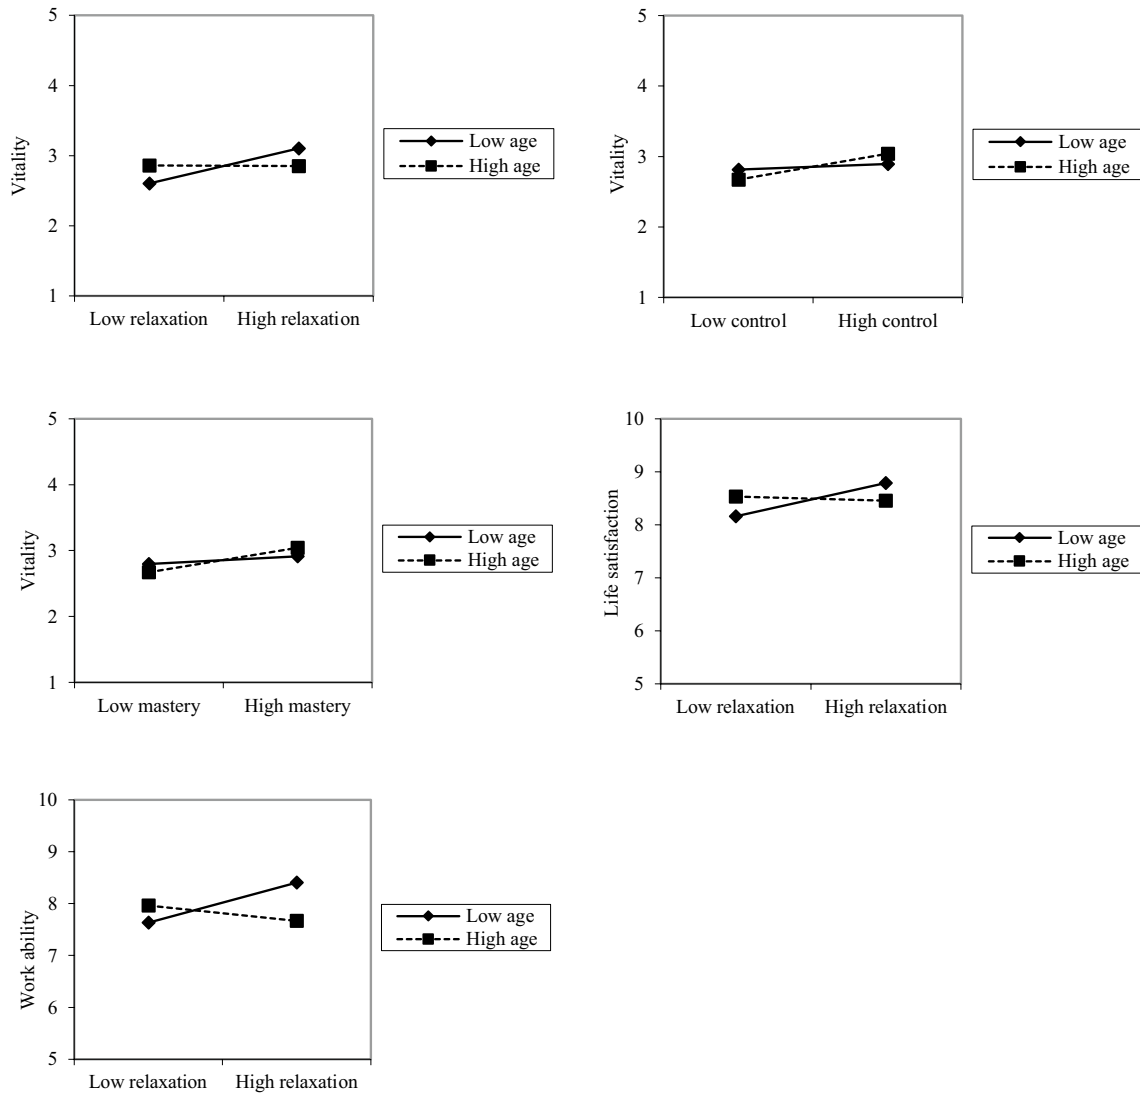 5
4
3
2
1
Vitality
Low relaxation High relaxation
Low age
High age
5
4
3
2
1
Vitality
Low control High control
Low age
High age
5
4
3
2
1
Vitality
Low mastery High mastery
Low age
High age
10
9
8
7
6
5
Life satisfaction
Low relaxation High relaxation
Low age
High age
10
9
8
7
6
5
Work ability
Low relaxation High relaxation
Low age
High age